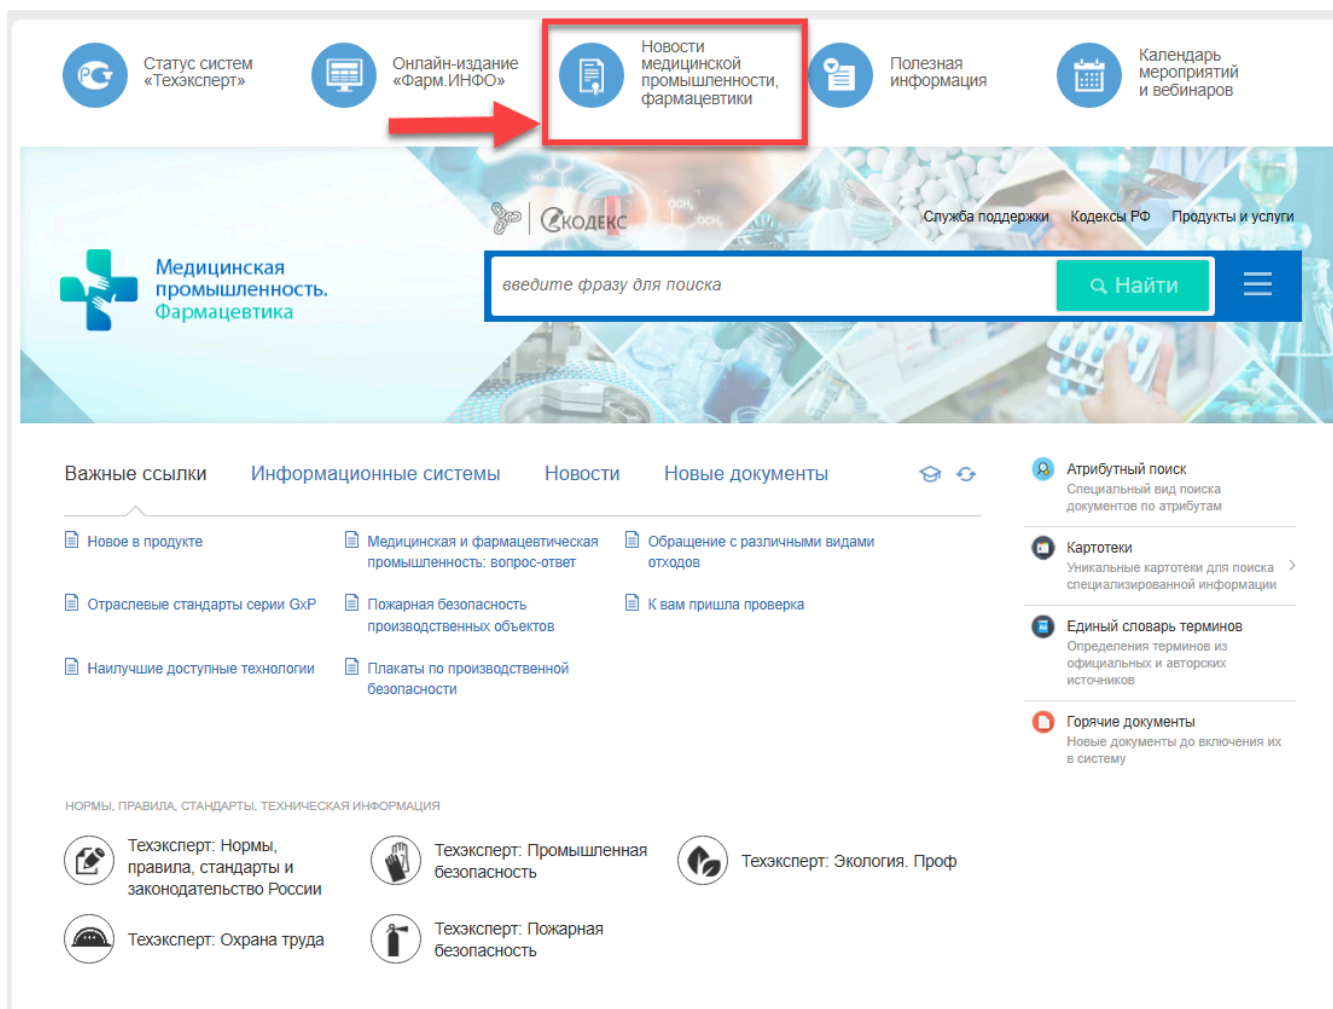 Статус систем
«Техэксперт»
Онлайн-издание
«Фарм.ИНФО»
Новости
медицинской
промышленности,
фармацевтики
Полезная
информация
Календарь
мероприятий
и вебинаров
КОДЕКС
Служба поддержки
Кодексы РФ
Продукты и услуги
Медицинская
промышленность.
Фармацевтика
введите фразу для поиска
Найти
Важные ссылки
Информационные системы
Новости
Новые документы
Новое в продукте
Медицинская и фармацевтическая
промышленность: вопрос-ответ
Обращение с различными видами
отходов
Отраслевые стандарты серии GxP
Пожарная безопасность
производственных объектов
К вам пришла проверка
Наилучшие доступные технологии
Плакаты по производственной
безопасности
Атрибутный поиск
Специальный вид поиска
документов по атрибутам
Картотеки
Уникальные картотеки для поиска
специализированной информации
Единый словарь терминов
Определения терминов из
официальных и авторских
источников
Горячие документы
Новые документы до включения их
в систему
НОРМЫ, ПРАВИЛА, СТАНДАРТЫ, ТЕХНИЧЕСКАЯ ИНФОРМАЦИЯ
Техэксперт: Нормы,
правила, стандарты и
законодательство России
Техэксперт: Промышленная
безопасность
Техэксперт: Экология. Проф
Техэксперт: Охрана труда
Техэксперт: Пожарная
безопасность